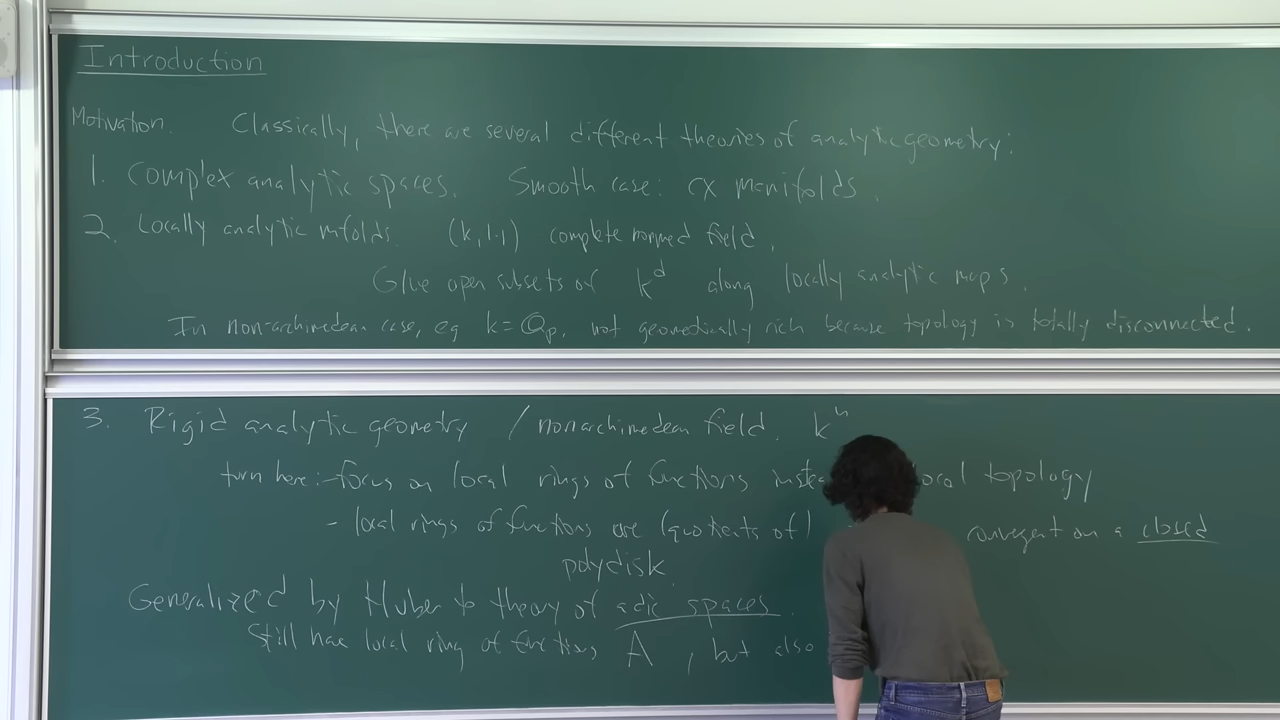 Introduction
Motivation. Classically, there are several different theories of analytic geometry:
1. Complex analytic spaces. Smooth case: cx manifolds.
2. Locally analytic mfolds. (k, |·|) complete normed field.
Glue open subsets of k^d along locally analytic maps.
In nonarchimedean case, eg k = Q_p, not geometrically rich because topology is totally disconnected.
3. Rigid analytic geometry / nonarchimedean field. k
turn here: - focus on local rings of functions local topology
- local rings of functions are (quotients of) convergent on a closed
polydisk.
Generalized by Huber to theory of adic spaces.
Still have local ring of functions A, but also